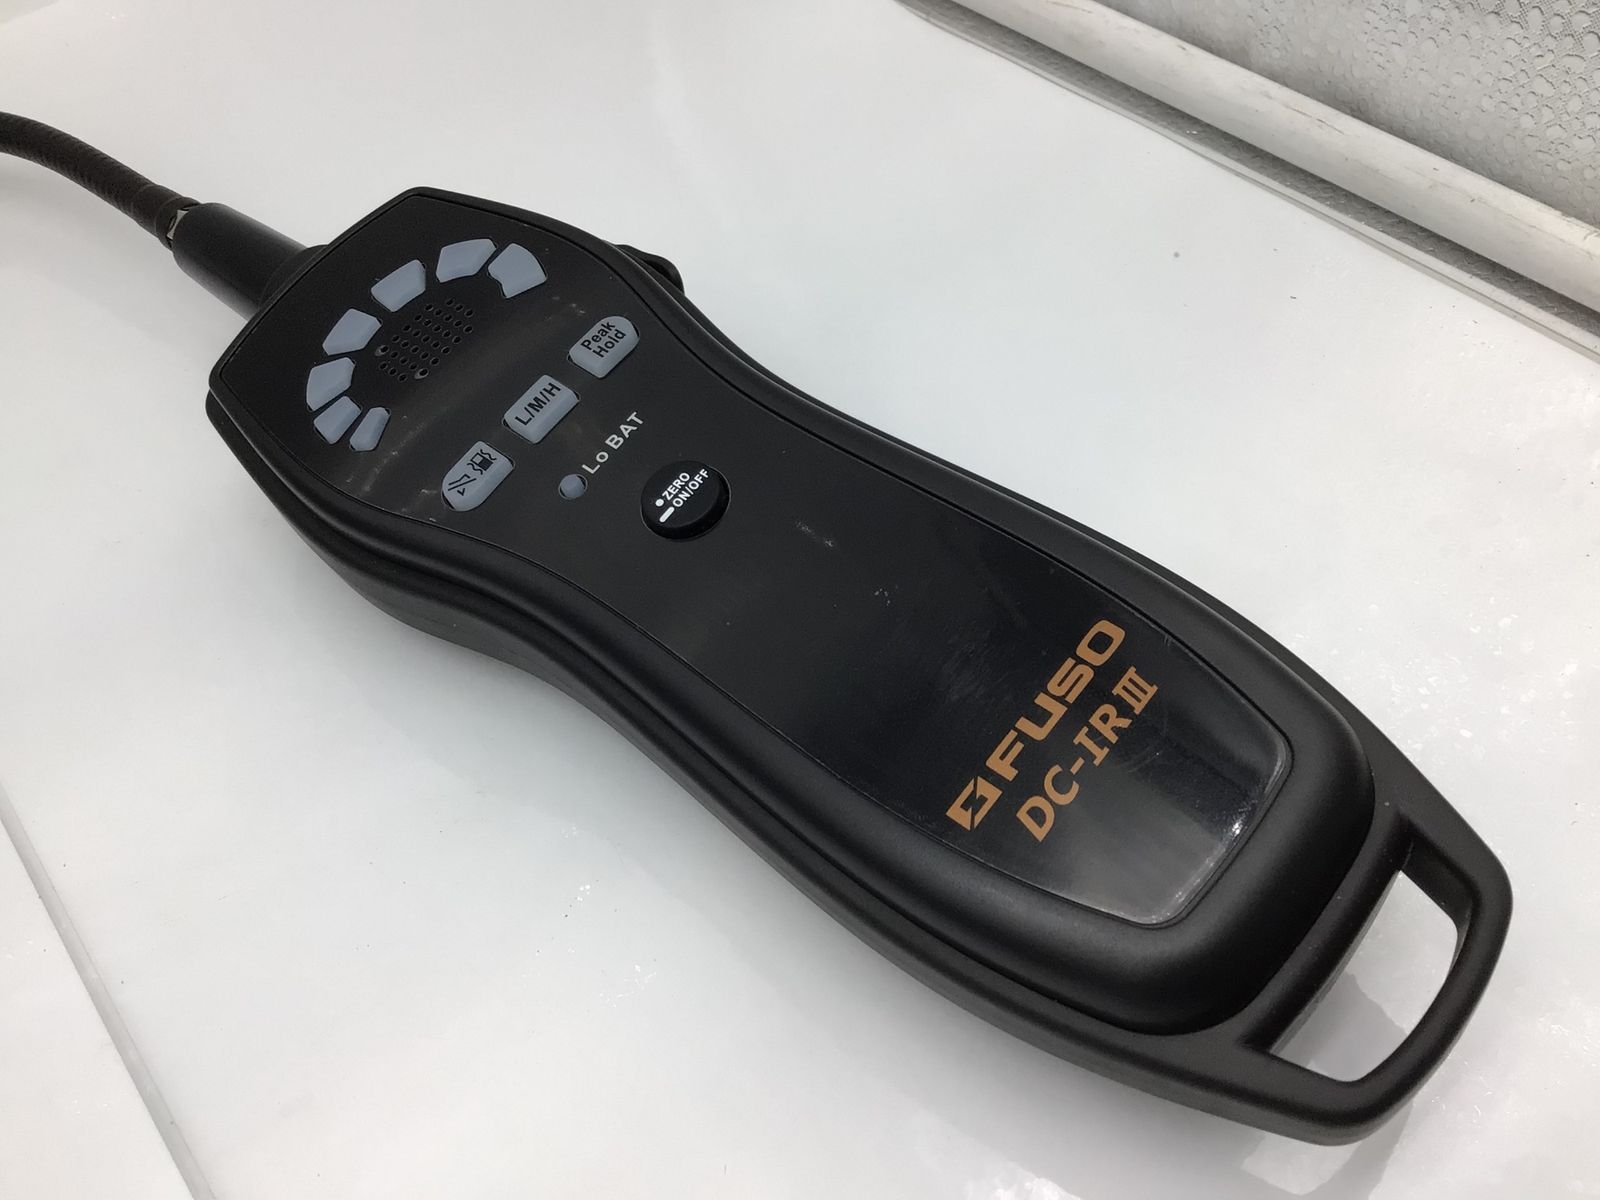 Peak
Hold
L/M/H
Lo BAT
ZERO
ON/OFF
FUSO
DC-IRIII